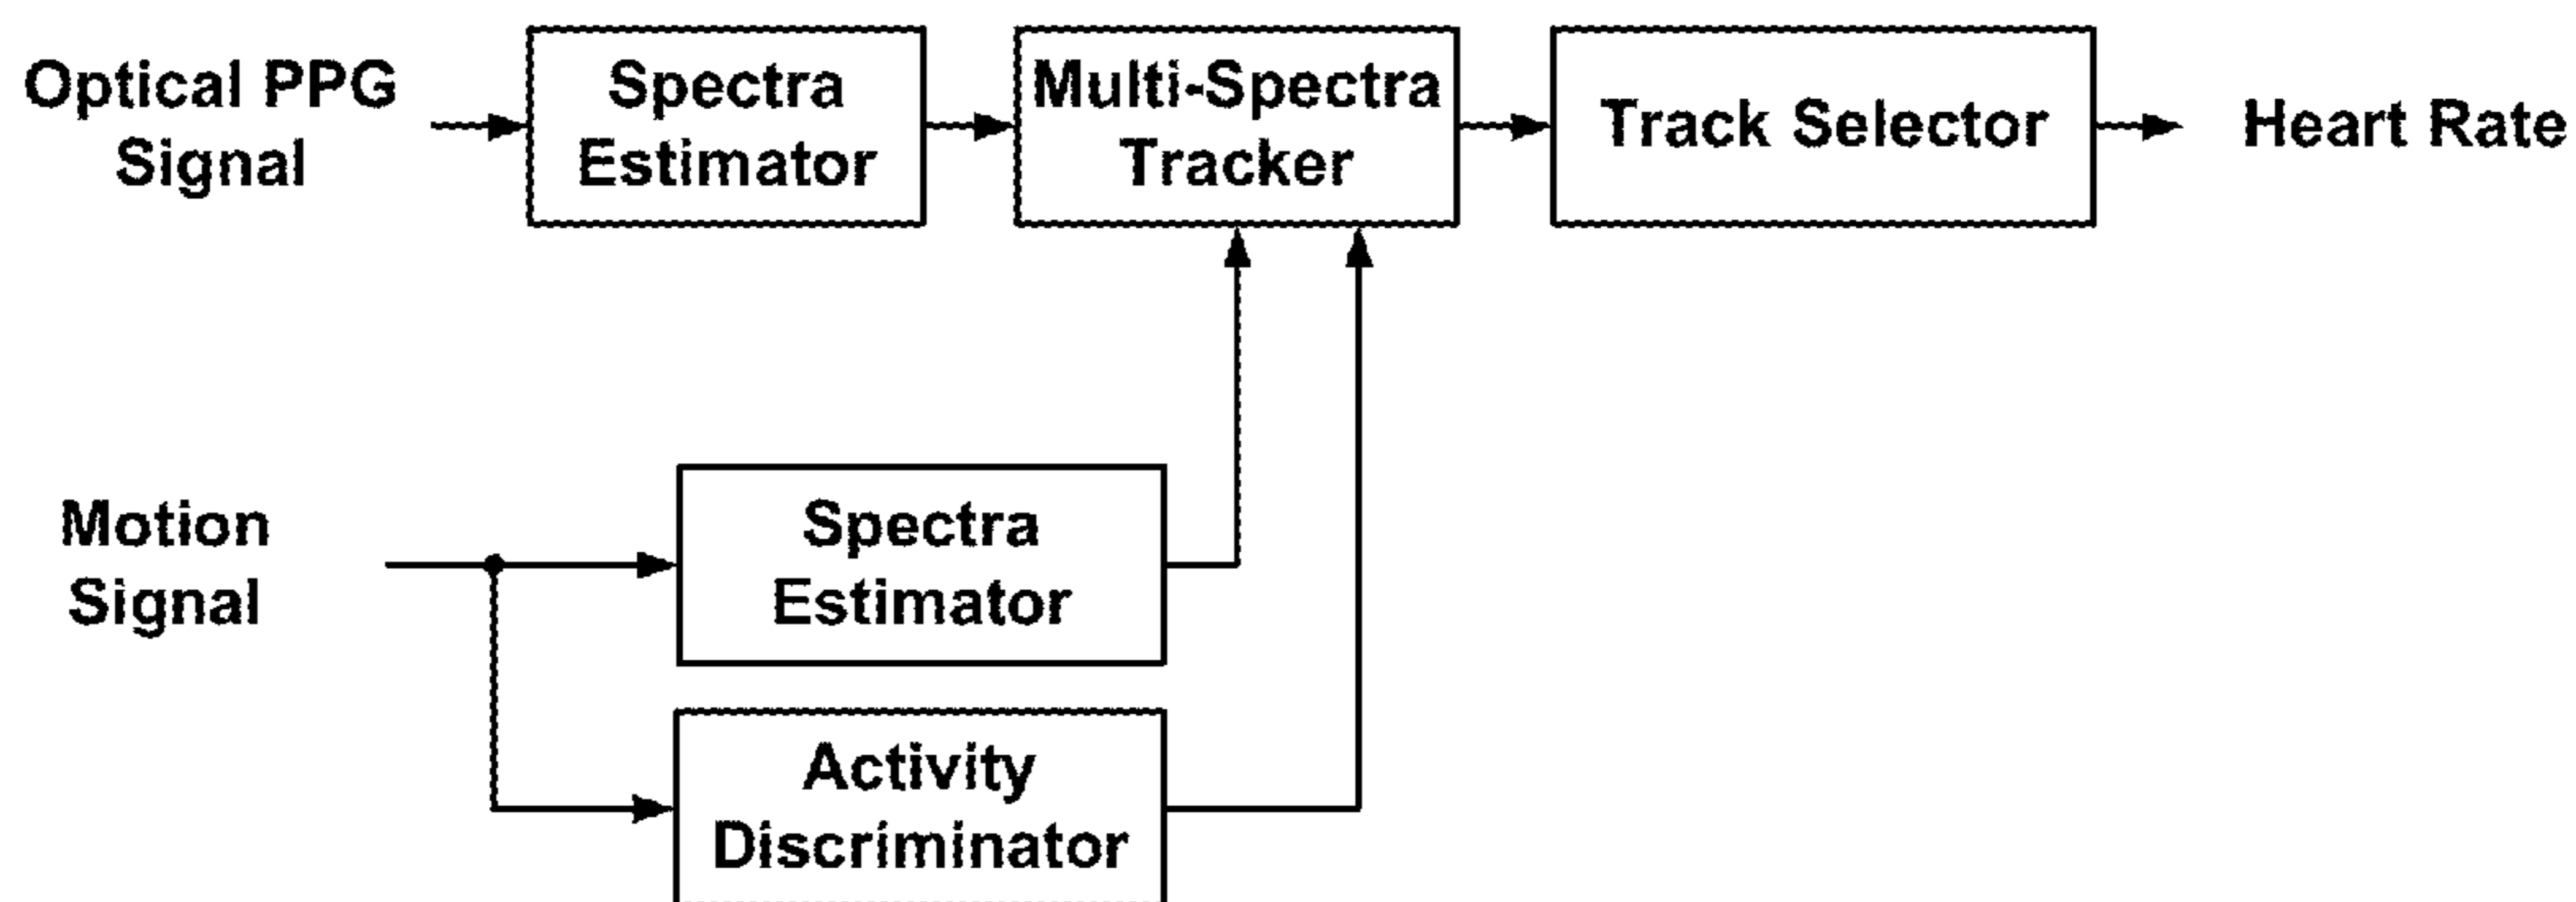 Optical PPG
Signal
Spectra
Estimator
Multi-Spectra
Tracker
Track Selector
Heart Rate
Motion
Signal
Spectra
Estimator
Activity
Discriminator